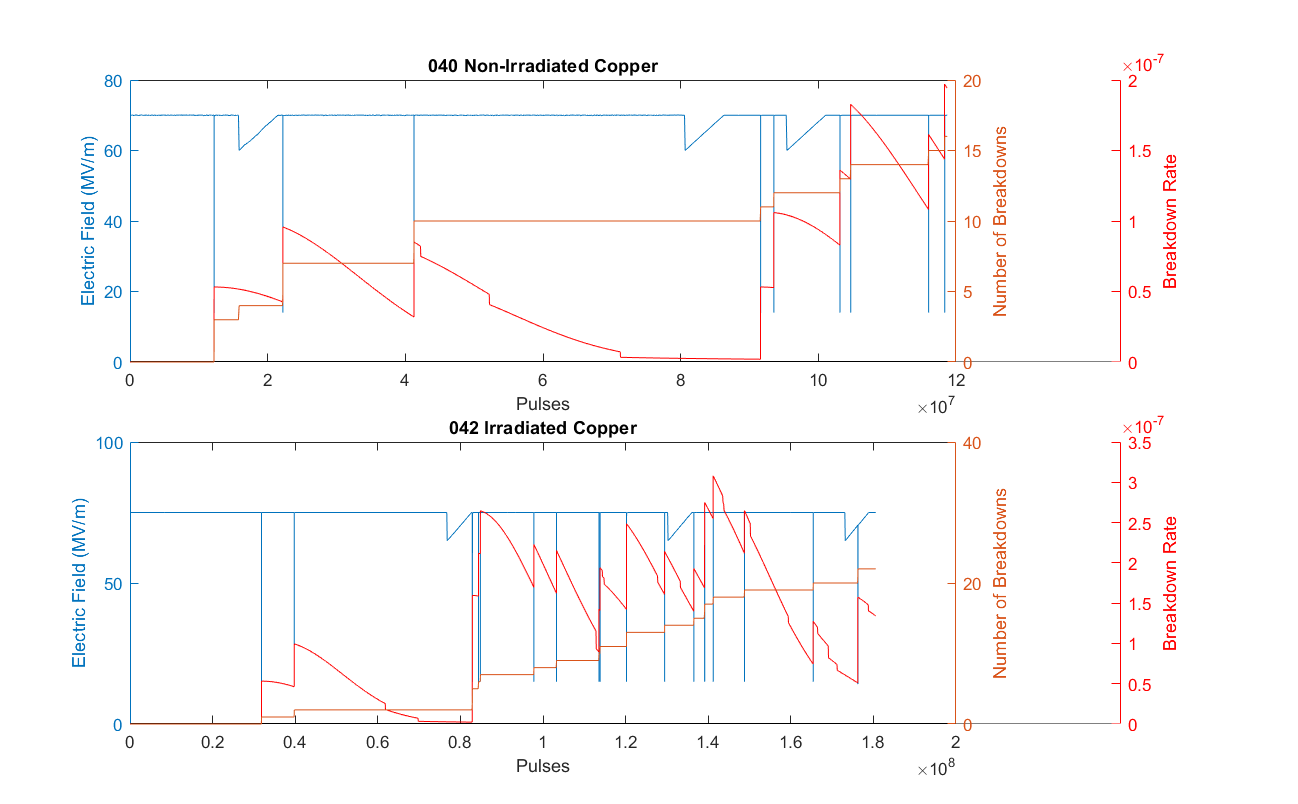 040 Non-Irradiated Copper
×10-7
80
60
40
20
0
Electric Field (MV/m)
20
15
10
5
0
Number of Breakdowns
2
1.5
1
0.5
0
Breakdown Rate
0 2 4 6 8 10 12
Pulses
×107
042 Irradiated Copper
×10-7
100
50
0
Electric Field (MV/m)
40
20
0
Number of Breakdowns
3.5
3
2.5
2
1.5
1
0.5
0
Breakdown Rate
0 0.2 0.4 0.6 0.8 1 1.2 1.4 1.6 1.8 2
Pulses
×108